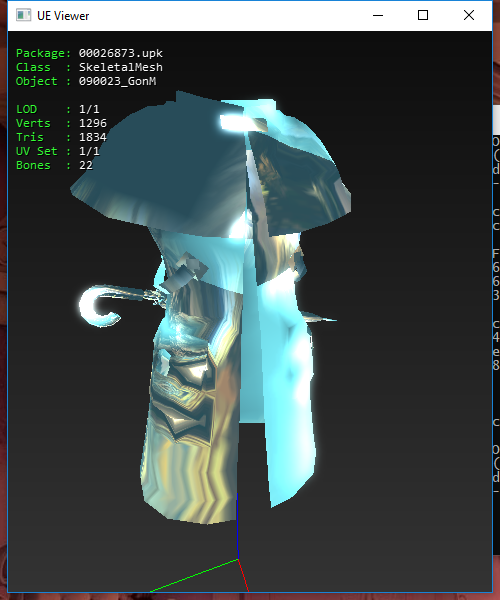 UE Viewer
Package: 00026873.upk
Class : SkeletalMesh
Object : 090023_GonM
LOD : 1/1
Verts : 1296
Tris : 1834
UV Set : 1/1
Bones : 22